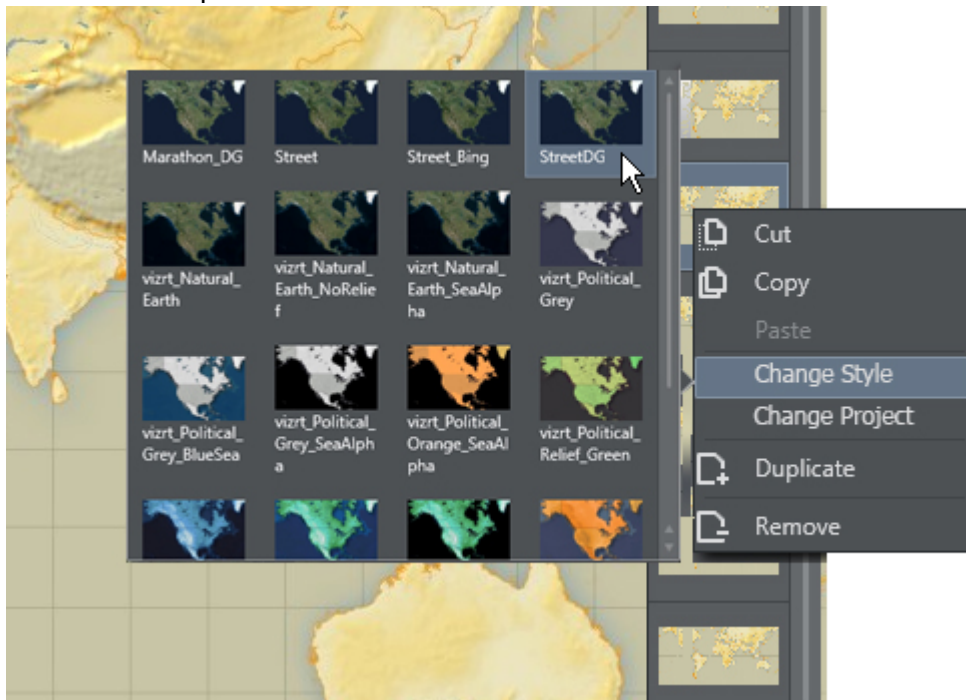 Marathon_DG
Street
Street_Bing
StreetDG
vizrt_Natural_
Earth
vizrt_Natural_
Earth_NoRelie
f
vizrt_Natural_
Earth_SeaAlp
ha
vizrt_Political_
Grey
vizrt_Political_
Grey_BlueSea
vizrt_Political_
Grey_SeaAlph
a
vizrt_Political_
Orange_SeaAl
pha
vizrt_Political_
Relief_Green
Cut
Copy
Paste
Change Style
Change Project
Duplicate
Remove